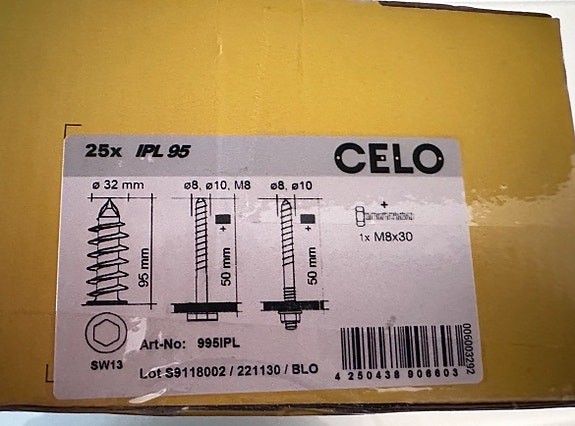 25x IPL 95
CELO
ø 32 mm
ø8, ø10, M8
ø8, ø10
95 mm
+
50 mm
+
50 mm
+
1x M8x30
SW13
Art-No: 995IPL
Lot S9118002 / 221130 / BLO
4 250438 906603
006003292